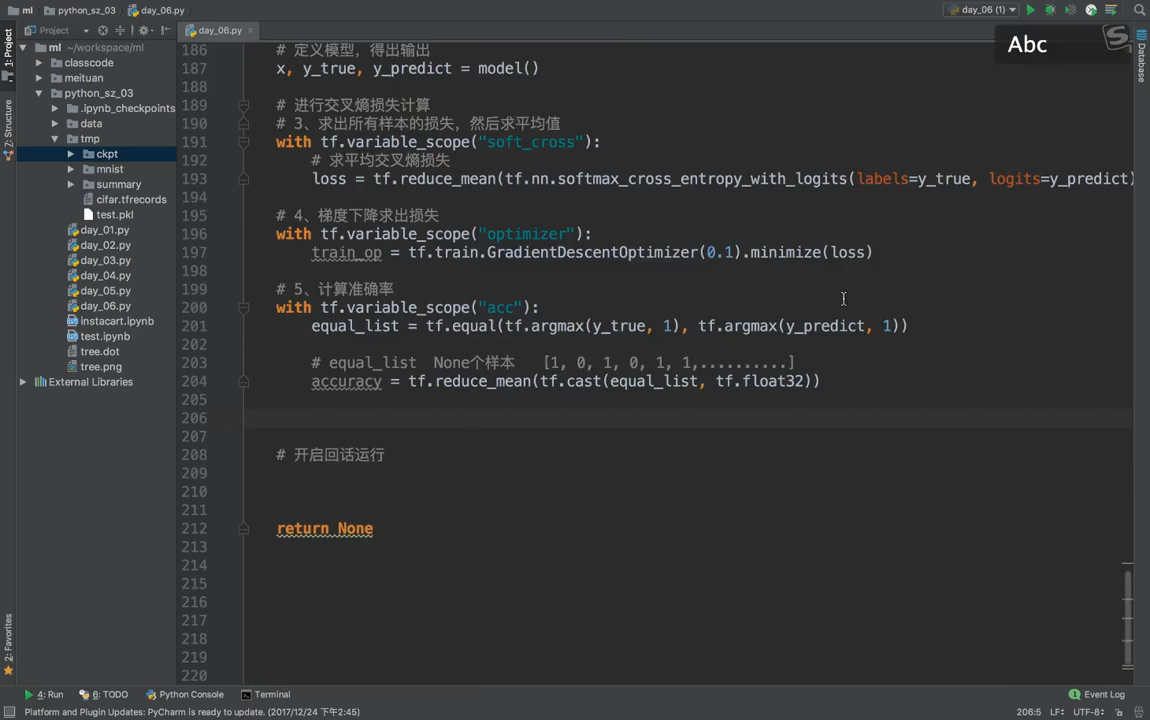 ml
python_sz_03
day_06.py
day_06 (1)
Project
day_06.py
Abc
1: Project
Z: Structure
2: Favorites
Database
ml ~/workspace/ml
classcode
meituan
python_sz_03
.ipynb_checkpoints
data
tmp
ckpt
mnist
summary
cifar.tfrecords
test.pkl
day_01.py
day_02.py
day_03.py
day_04.py
day_05.py
day_06.py
instacart.ipynb
test.ipynb
tree.dot
tree.png
External Libraries
186 # 定义模型，得出输出
187 x, y_true, y_predict = model()
188
189 # 进行交叉熵损失计算
190 # 3、求出所有样本的损失，然后求平均值
191 with tf.variable_scope("soft_cross"):
192 # 求平均交叉熵损失
193 loss = tf.reduce_mean(tf.nn.softmax_cross_entropy_with_logits(labels=y_true, logits=y_predict)
194
195 # 4、梯度下降求出损失
196 with tf.variable_scope("optimizer"):
197 train_op = tf.train.GradientDescentOptimizer(0.1).minimize(loss)
198
199 # 5、计算准确率
200 with tf.variable_scope("acc"):
201 equal_list = tf.equal(tf.argmax(y_true, 1), tf.argmax(y_predict, 1))
202
203 # equal_list None个样本 [1, 0, 1, 0, 1, 1,..........]
204 accuracy = tf.reduce_mean(tf.cast(equal_list, tf.float32))
205
206
207
208 # 开启回话运行
209
210
211
212 return None
213
214
215
216
217
218
219
220
4: Run
6: TODO
Python Console
Terminal
1 Event Log
Platform and Plugin Updates: PyCharm is ready to update. (2017/12/24 下午2:45)
206:5 LF÷ UTF-8÷